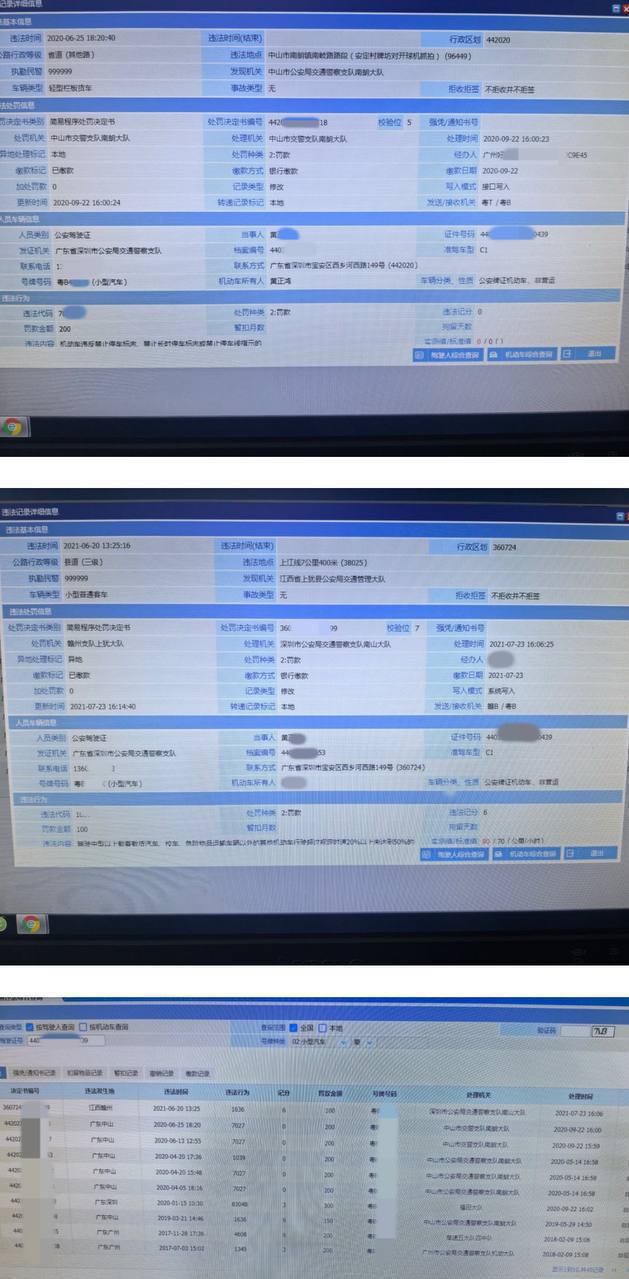 记录详细信息
基本信息
违法时间 2020-06-25 18:20:40 违法时间(结束) 行政区划 442020
公路行政等级 省道 (其他路) 违法地点 中山市南朗镇南岐路路段 ( 安定村牌坊对开球机抓拍 ) (96449)
执勤民警 999999 发现机关 中山市公安局交通警察支队南朗大队
车辆类型 轻型栏板货车 事故类型 无 拒收拒签 不拒收并不拒签
法处罚信息
罚决定书类别 简易程序处罚决定书 处罚决定书编号 442 18 校验位 5 强凭/通知书号
处罚机关 中山市交警支队南朗大队 处理机关 中山市交警支队南朗大队 处理时间 2020-09-22 16:00:23
异地处理标记 本地 处罚种类 2:罚款 经办人 广州 C9E45
缴款标记 已缴款 缴款方式 银行缴款 缴款日期 2020-09-22
加处罚款 0 记录类型 修改 写入模式 接口写入
更新时间 2020-09-22 16:00:24 转递记录标记 本地 发送/接收机关 粤T / 粤B
人员车辆信息
人员类别 公安驾驶证 当事人 黄 证件号码 44 0439
发证机关 广东省深圳市公安局交通警察支队 档案编号 440 准驾车型 C1
联系电话 1 联系方式 广东省深圳市宝安区西乡河西路149号 (442020)
号牌号码 粤B (小型汽车) 机动车所有人 黄正鸿 车辆分类、性质 公安牌证机动车、非营运
违法行为
违法代码 7 处罚种类 2:罚款 违法记分 0
罚款金额 200 暂扣月数 拘留天数
违法内容 机动车违反禁止停车标志、禁止长时停车标志或禁止停车线指示的 实测值/标准值 0 / 0 ( )
驾驶人综合查询 机动车综合查询 退出
违法记录详细信息
违法基本信息
违法时间 2021-06-20 13:25:16 违法时间(结束) 行政区划 360724
公路行政等级 县道 (三级) 违法地点 上江线7公里400米 (38025)
执勤民警 999999 发现机关 江西省上犹县公安局交通管理大队
车辆类型 小型普通客车 事故类型 无 拒收拒签 不拒收并不拒签
违法处罚信息
处罚决定书类别 简易程序处罚决定书 处罚决定书编号 360 99 校验位 7 强凭/通知书号
处罚机关 赣州支队上犹大队 处理机关 深圳市公安局交通警察支队南山大队 处理时间 2021-07-23 16:06:25
异地处理标记 异地 处罚种类 2:罚款 经办人
缴款标记 已缴款 缴款方式 银行缴款 缴款日期 2021-07-23
加处罚款 0 记录类型 修改 写入模式 系统写入
更新时间 2021-07-23 16:14:40 转递记录标记 本地 发送/接收机关 赣B / 粤B
人员车辆信息
人员类别 公安驾驶证 当事人 黄 证件号码 440 0439
发证机关 广东省深圳市公安局交通警察支队 档案编号 44 53 准驾车型 C1
联系电话 136 3 联系方式 广东省深圳市宝安区西乡河西路149号 (360724)
号牌号码 粤 (小型汽车) 机动车所有人 车辆分类、性质 公安牌证机动车、非营运
违法行为
违法代码 1 处罚种类 2:罚款 违法记分 6
罚款金额 100 暂扣月数 拘留天数
违法内容 驾驶中型以上载客载货汽车、校车、危险物品运输车辆以外的其他机动车行驶超过规定时速20%以上未达到50%的 实测值/标准值 90 / 70 ( 公里/小时 )
驾驶人综合查询 机动车综合查询 退出
查询类型 按驾驶人查询 按机动车查询 查询范围 全国 本地 验证码
驾驶证号 440 39 号牌种类 02:小型汽车 粤
强凭/通知书记录 扣留物品记录 暂扣记录 撤销记录 缴款记录
决定书编号 违法发生地 违法时间 违法行为 记分 罚款金额 号牌号码 处理机关 处理时间
360724 江西赣州 2021-06-20 13:25 1636 6 100 粤 深圳市公安局交通警察支队南山大队 2021-07-23 16:06
44202 广东中山 2020-06-25 18:20 7027 0 200 粤 中山市交警支队南朗大队 2020-09-22 16:00
44202 7 广东中山 2020-06-13 12:55 7027 0 200 粤 中山市交警支队南朗大队 2020-09-22 15:59
4420 广东中山 2020-04-20 17:36 1039 0 200 粤 中山市公安局交通警察支队南朗大队 2020-05-14 16:58
4420 广东中山 2020-04-20 15:48 7027 0 200 粤 中山市公安局交通警察支队南朗大队 2020-05-14 16:58
4420 广东中山 2020-04-05 18:16 7027 0 200 粤 中山市公安局交通警察支队南朗大队 2020-05-14 16:58
440 广东深圳 2020-01-15 10:30 3 300 粤 福田大队 2020-09-22 16:02
4420 广东中山 2019-03-21 14:46 1636 6 150 粤 中山市公安局交通警察支队南朗大队 2019-05-29 14:50
440 广东广州 2017-11-28 17:36 4608 6 200 粤 高速五大队四中队 2018-02-09 15:08
440 广东广州 2017-07-03 15:02 1345 3 200 粤 广州市公安局交通警察支队机动大队 2018-02-09 15:08